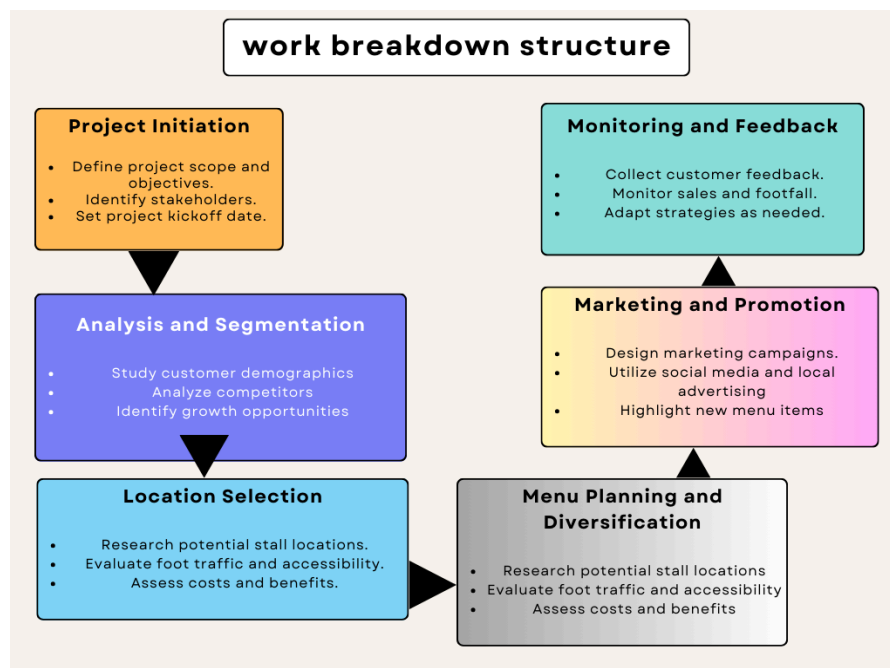 work breakdown structure
Project Initiation
• Define project scope and
objectives.
• Identify stakeholders.
• Set project kickoff date.
Analysis and Segmentation
• Study customer demographics
• Analyze competitors
• Identify growth opportunities
Location Selection
• Research potential stall locations.
• Evaluate foot traffic and accessibility.
• Assess costs and benefits.
Menu Planning and
Diversification
• Research potential stall locations
• Evaluate foot traffic and accessibility
• Assess costs and benefits
Marketing and Promotion
• Design marketing campaigns.
• Utilize social media and local
advertising
• Highlight new menu items
Monitoring and Feedback
• Collect customer feedback.
• Monitor sales and footfall.
• Adapt strategies as needed.